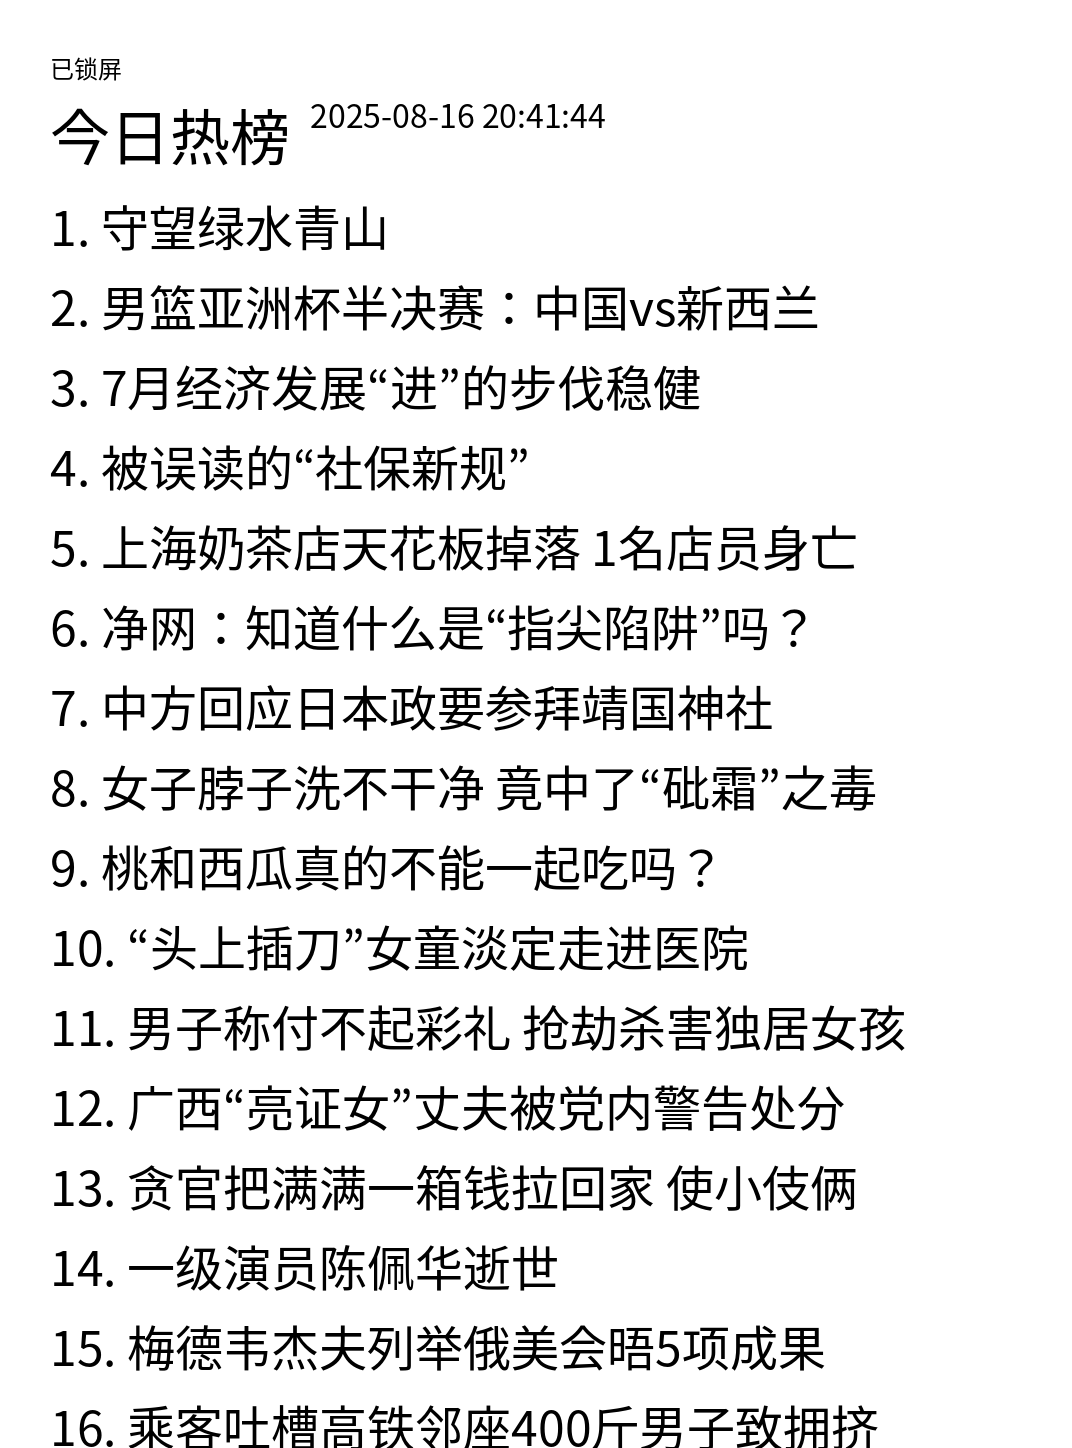 已锁屏
今日热榜 2025-08-16 20:41:44
1. 守望绿水青山
2. 男篮亚洲杯半决赛：中国vs新西兰
3. 7月经济发展“进”的步伐稳健
4. 被误读的“社保新规”
5. 上海奶茶店天花板掉落 1名店员身亡
6. 净网：知道什么是“指尖陷阱”吗？
7. 中方回应日本政要参拜靖国神社
8. 女子脖子洗不干净 竟中了“砒霜”之毒
9. 桃和西瓜真的不能一起吃吗？
10. “头上插刀”女童淡定走进医院
11. 男子称付不起彩礼 抢劫杀害独居女孩
12. 广西“亮证女”丈夫被党内警告处分
13. 贪官把满满一箱钱拉回家 使小伎俩
14. 一级演员陈佩华逝世
15. 梅德韦杰夫列举俄美会晤5项成果
16. 乘客吐槽高铁邻座400斤男子致拥挤